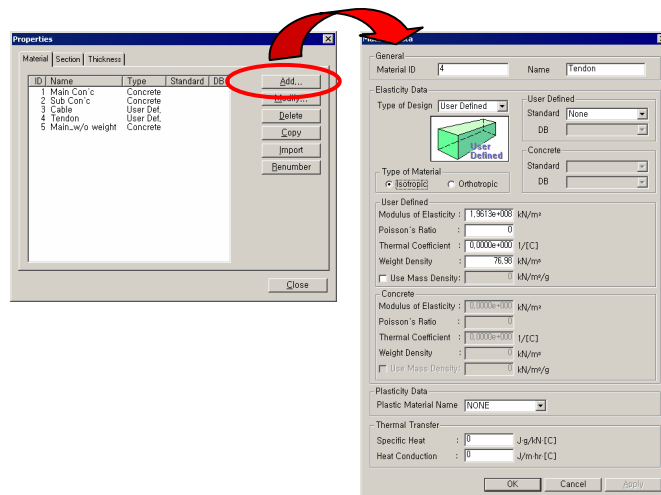 Properties
Material Section Thickness
ID Name Type Standard DB
1 Main Con'c Concrete
2 Sub Con'c Concrete
3 Cable User Def,
4 Tendon User Def,
5 Main_w/o weight Concrete
Add...
Modify...
Delete
Copy
Import
Renumber
Close
General
Material ID 4 Name Tendon
Elasticity Data
Type of Design User Defined
User Defined
Standard None
DB
User
Defined
Concrete
Standard
DB
Type of Material
Isotropic Orthotropic
User Defined
Modulus of Elasticity : 1,9613e+008 kN/m²
Poisson's Ratio : 0
Thermal Coefficient : 0,0000e+000 1/[C]
Weight Density : 76,98 kN/m³
Use Mass Density: 0 kN/m³/g
Concrete
Modulus of Elasticity : 0,0000e+000 kN/m²
Poisson's Ratio : 0
Thermal Coefficient : 0,0000e+000 1/[C]
Weight Density : 0 kN/m³
Use Mass Density: 0 kN/m³/g
Plasticity Data
Plastic Material Name NONE
Thermal Transfer
Specific Heat : 0 J·g/kN·[C]
Heat Conduction : 0 J/m·hr·[C]
OK Cancel Apply